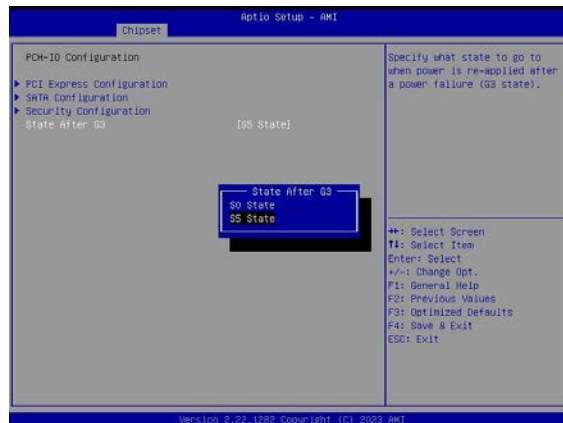 Aptio Setup - AMI
Chipset
PCH-IO Configuration
PCI Express Configuration
SATA Configuration
Security Configuration
State After G3 [S5 State]
State After G3
S0 State
S5 State
Specify what state to go to
when power is re-applied after
a power failure (G3 state).
→←: Select Screen
↑↓: Select Item
Enter: Select
+/-: Change Opt.
F1: General Help
F2: Previous Values
F3: Optimized Defaults
F4: Save & Exit
ESC: Exit
Version 2.22.1282 Copyright (C) 2023 AMI